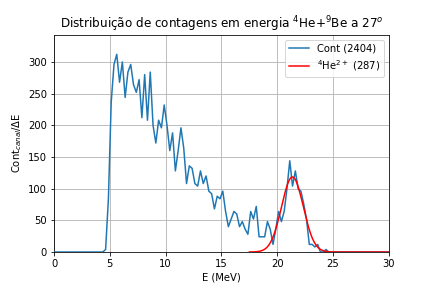 Distribuição de contagens em energia ⁴He+⁹Be a 27º
Cont (2404)
⁴He²⁺ (287)
Cont_canal/ΔE
300
250
200
150
100
50
0
0 5 10 15 20 25 30
E (MeV)